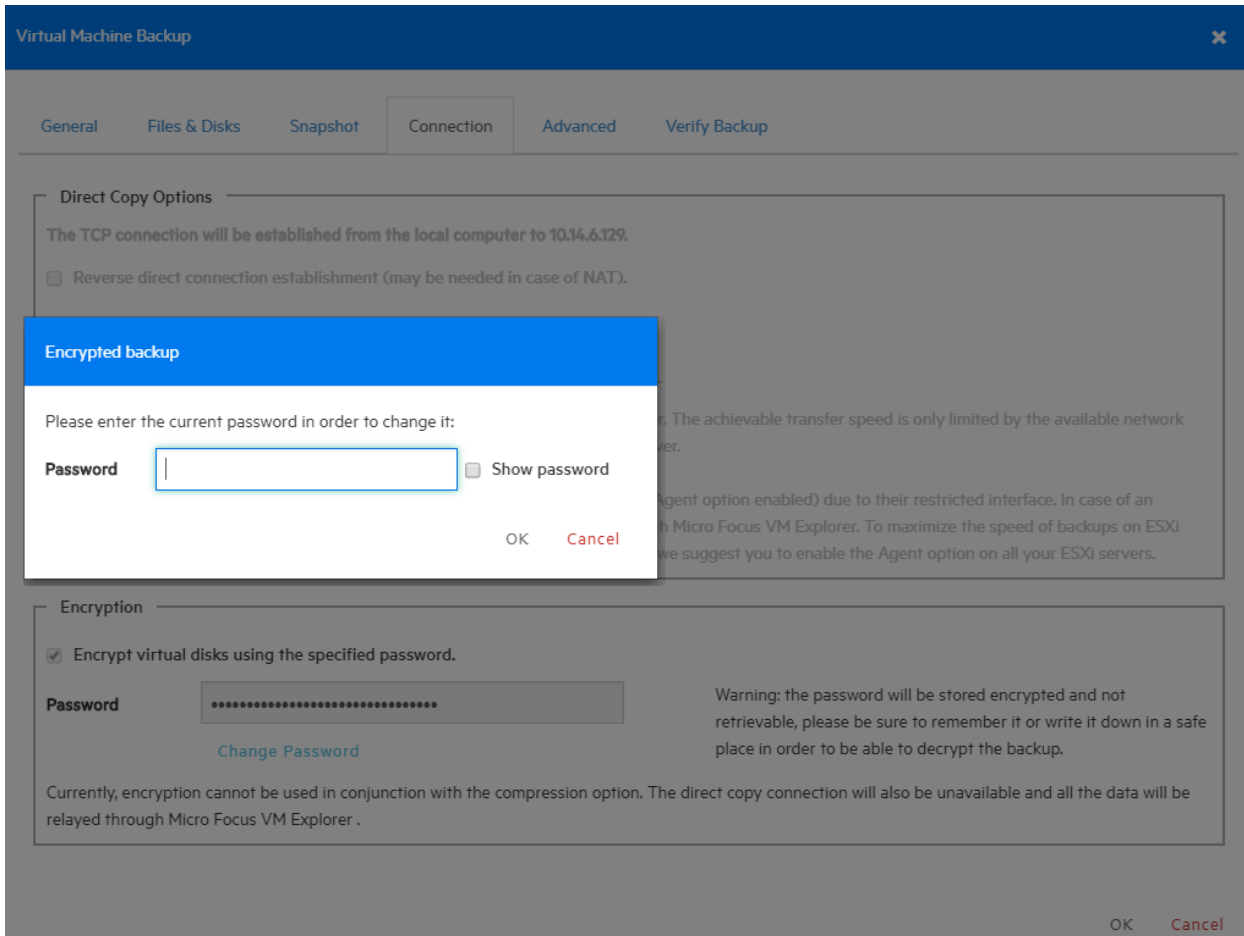 Virtual Machine Backup
General Files & Disks Snapshot Connection Advanced Verify Backup
Direct Copy Options
The TCP connection will be established from the local computer to 10.14.6.129.
Reverse direct connection establishment (may be needed in case of NAT).
Encrypted backup
Please enter the current password in order to change it:
Password Show password
OK Cancel
. The achievable transfer speed is only limited by the available network
Agent option enabled) due to their restricted interface. In case of an
Micro Focus VM Explorer. To maximize the speed of backups on ESXi
we suggest you to enable the Agent option on all your ESXi servers.
Encryption
Encrypt virtual disks using the specified password.
Password ••••••••••••••••••••••••••••••••
Change Password
Warning: the password will be stored encrypted and not
retrievable, please be sure to remember it or write it down in a safe
place in order to be able to decrypt the backup.
Currently, encryption cannot be used in conjunction with the compression option. The direct copy connection will also be unavailable and all the data will be
relayed through Micro Focus VM Explorer .
OK Cancel